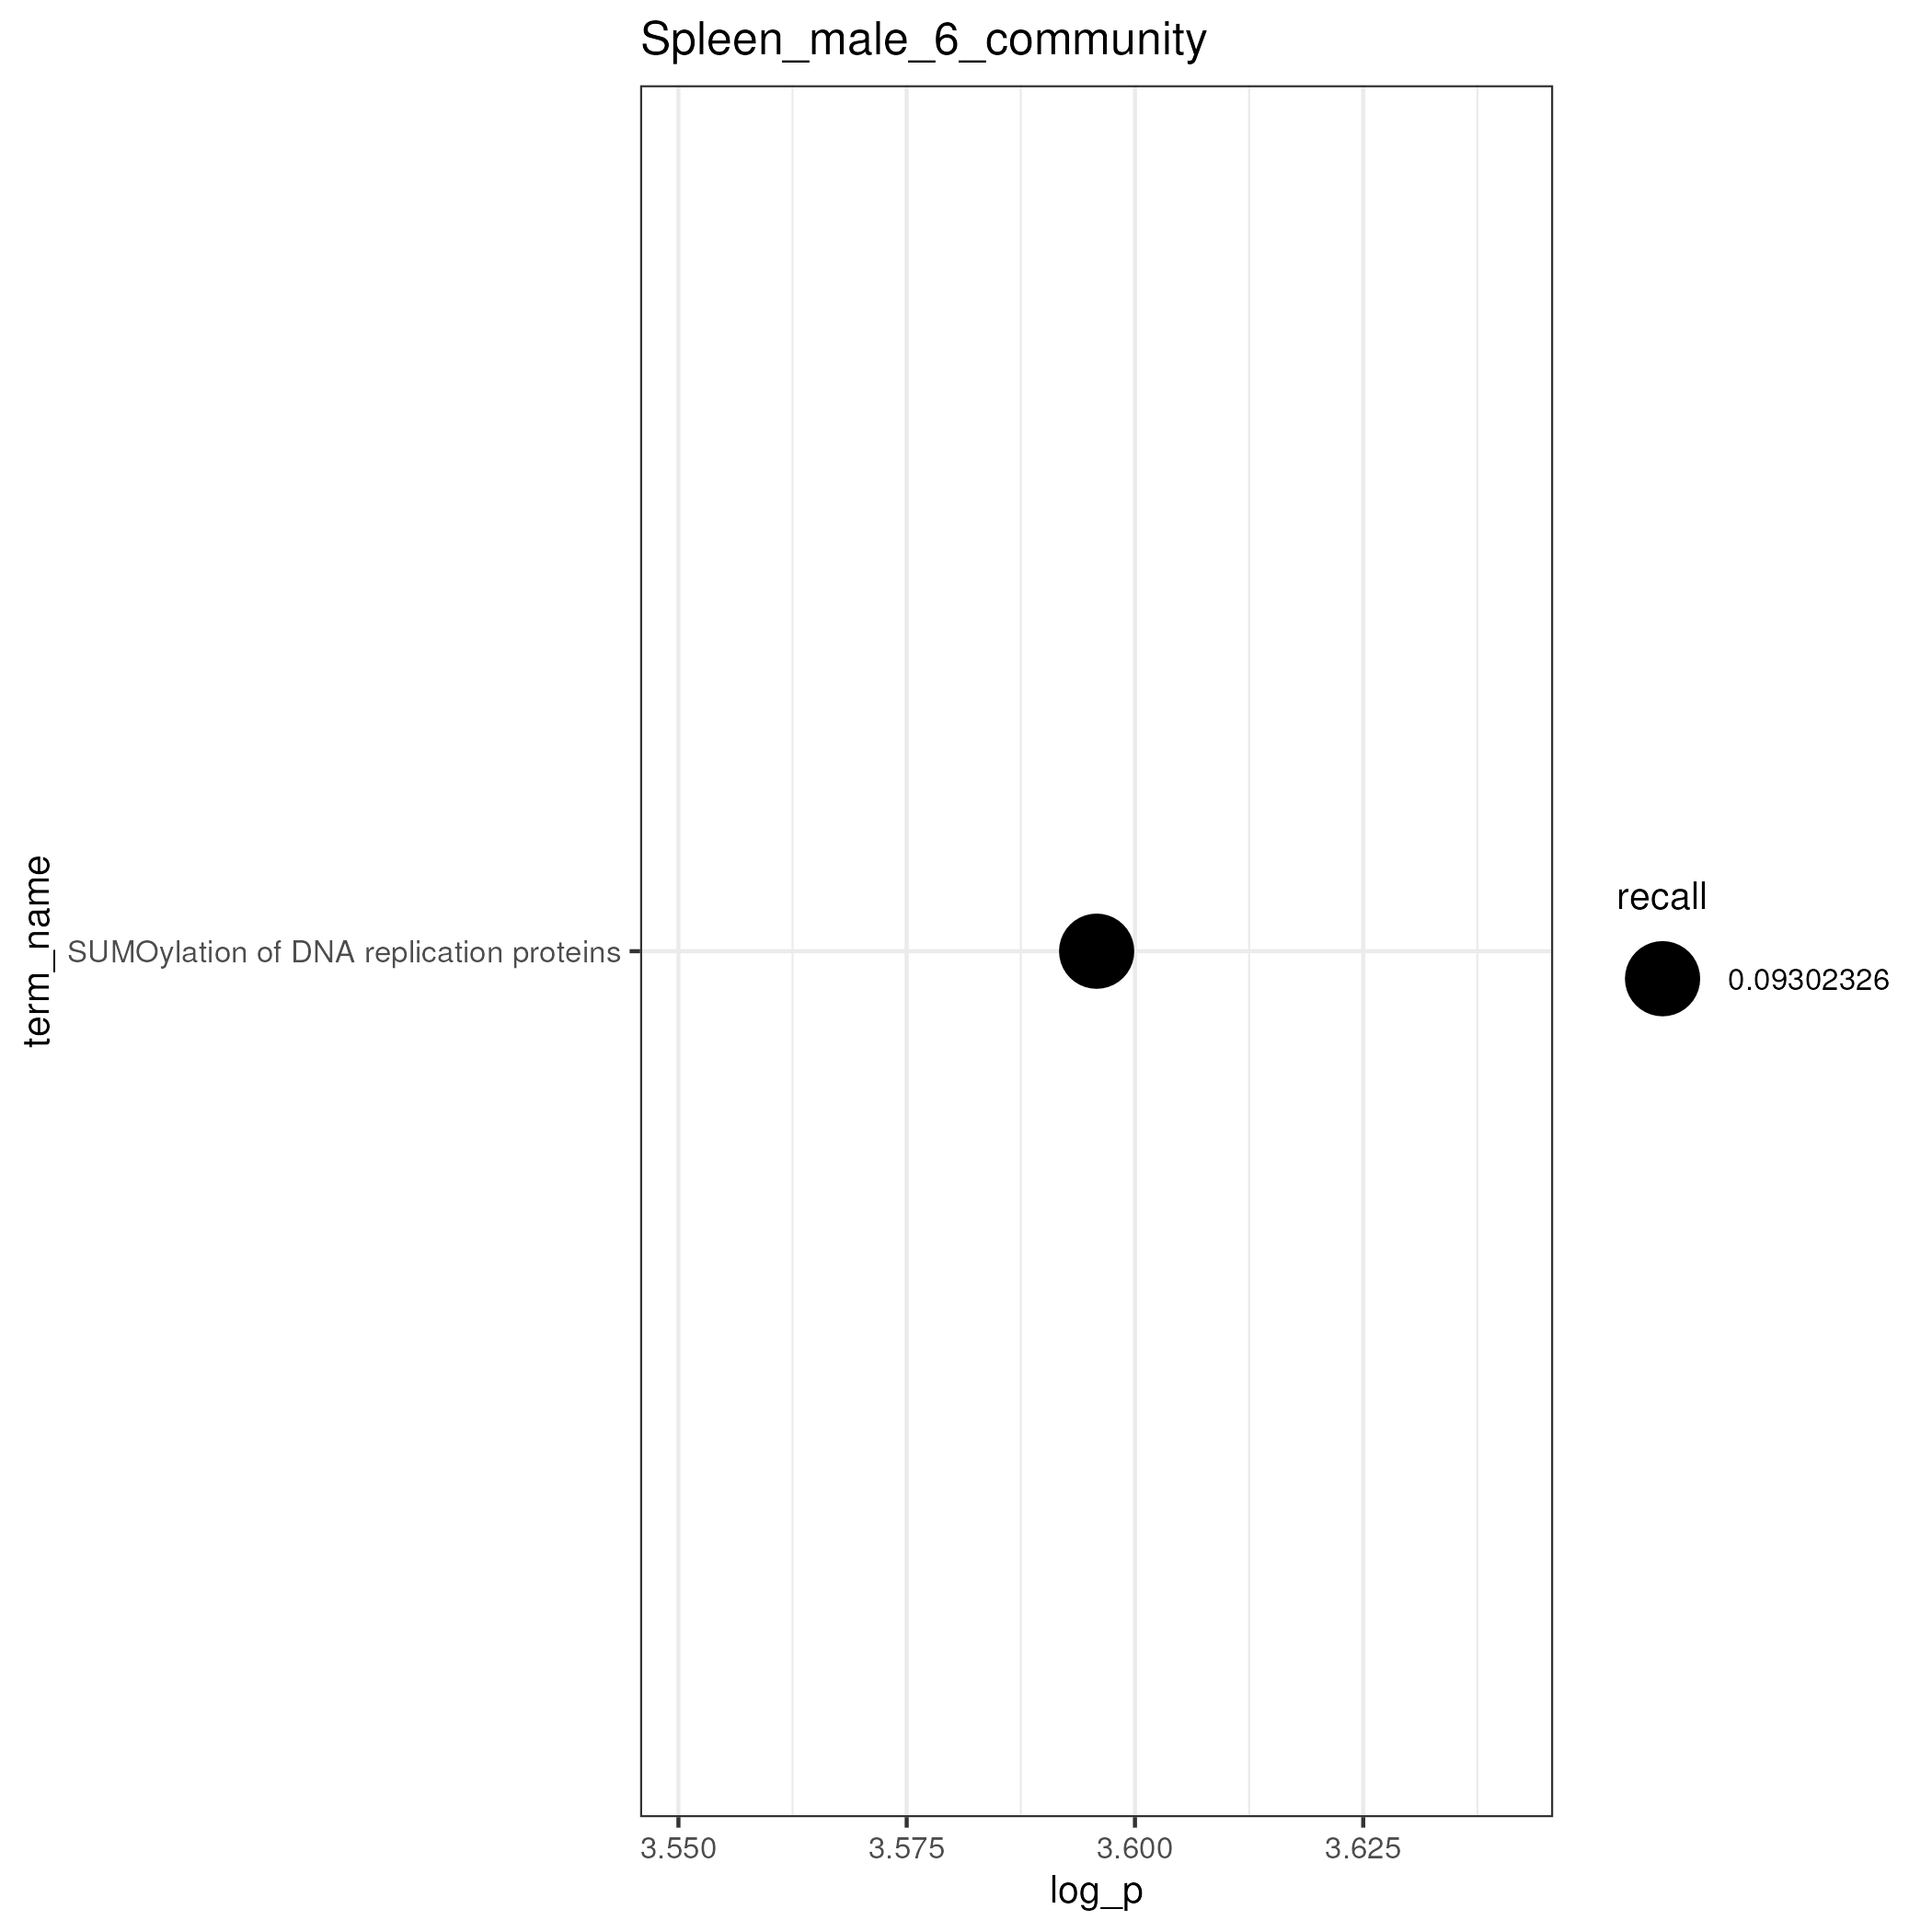 Spleen_male_6_community
term_name
SUMOylation of DNA replication proteins
recall
0.09302326
3.550 3.575 3.600 3.625
log_p